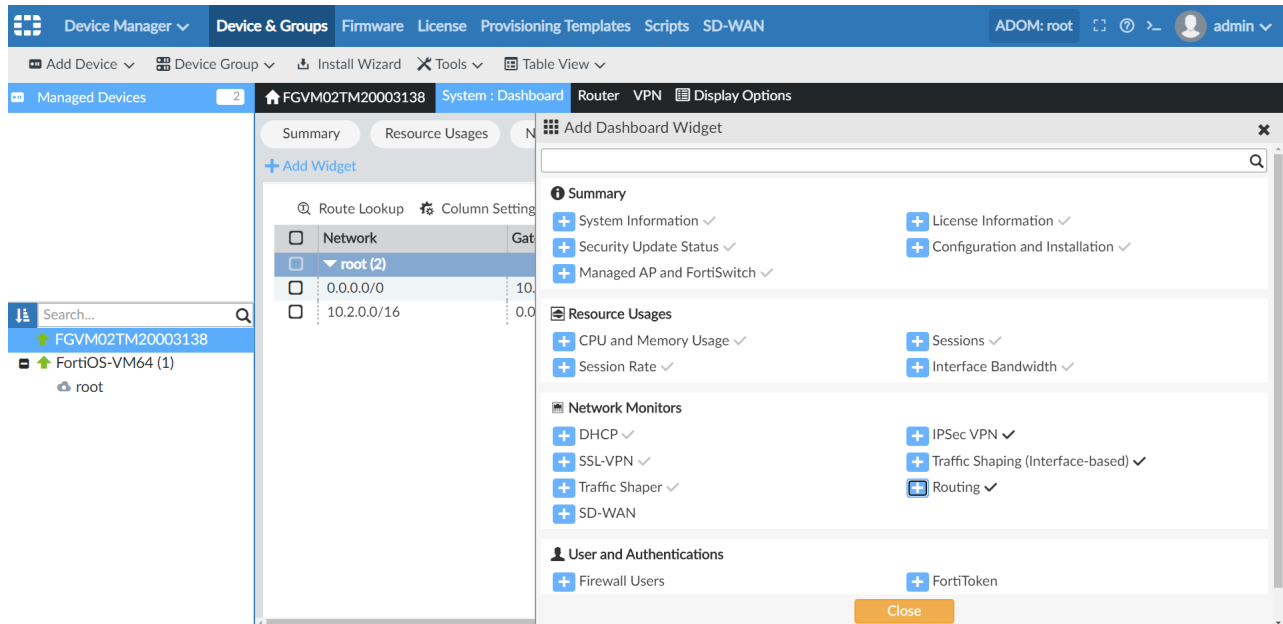 Device Manager Device & Groups Firmware License Provisioning Templates Scripts SD-WAN ADOM: root admin
Add Device Device Group Install Wizard Tools Table View
Managed Devices 2
FGVM02TM20003138 System : Dashboard Router VPN Display Options
Summary Resource Usages N
Add Widget
Route Lookup Column Setting
Network Gat
root (2)
0.0.0.0/0 10.
10.2.0.0/16 0.0
Search...
FGVM02TM20003138
FortiOS-VM64 (1)
root
Add Dashboard Widget
Summary
System Information License Information
Security Update Status Configuration and Installation
Managed AP and FortiSwitch
Resource Usages
CPU and Memory Usage Sessions
Session Rate Interface Bandwidth
Network Monitors
DHCP IPSec VPN
SSL-VPN Traffic Shaping (Interface-based)
Traffic Shaper Routing
SD-WAN
User and Authentications
Firewall Users FortiToken
Close